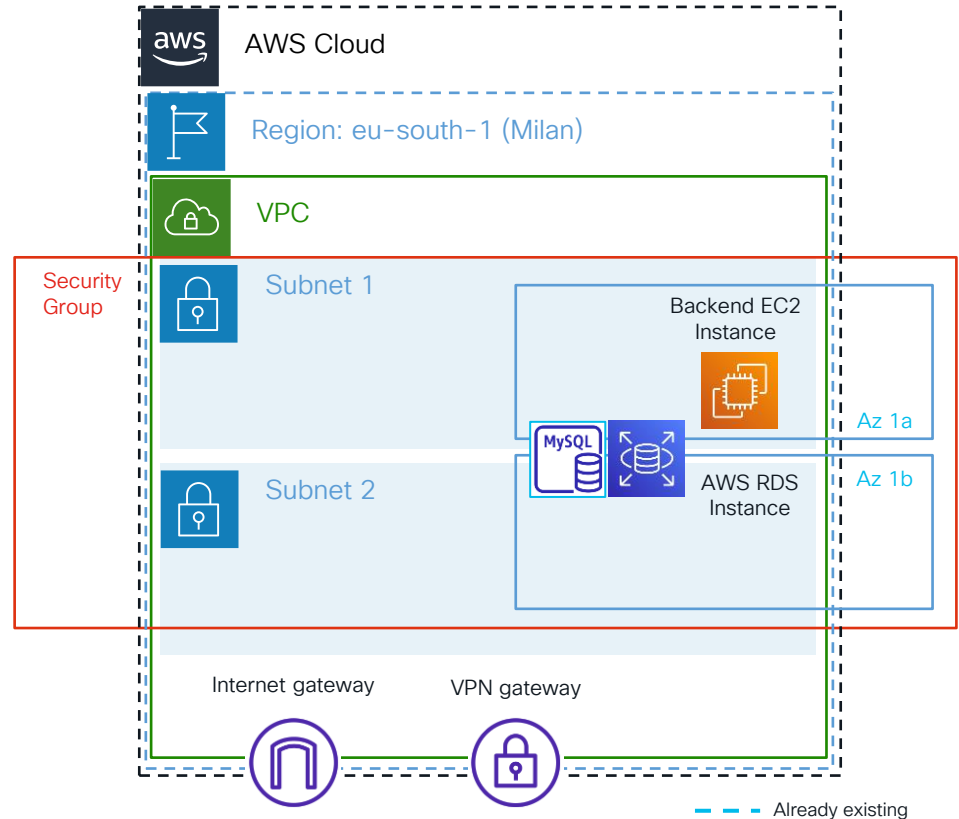 aws
AWS Cloud
Region: eu-south-1 (Milan)
VPC
Security
Group
Subnet 1
Backend EC2
Instance
Az 1a
MySQL
Subnet 2
AWS RDS
Instance
Az 1b
Internet gateway
VPN gateway
Already existing